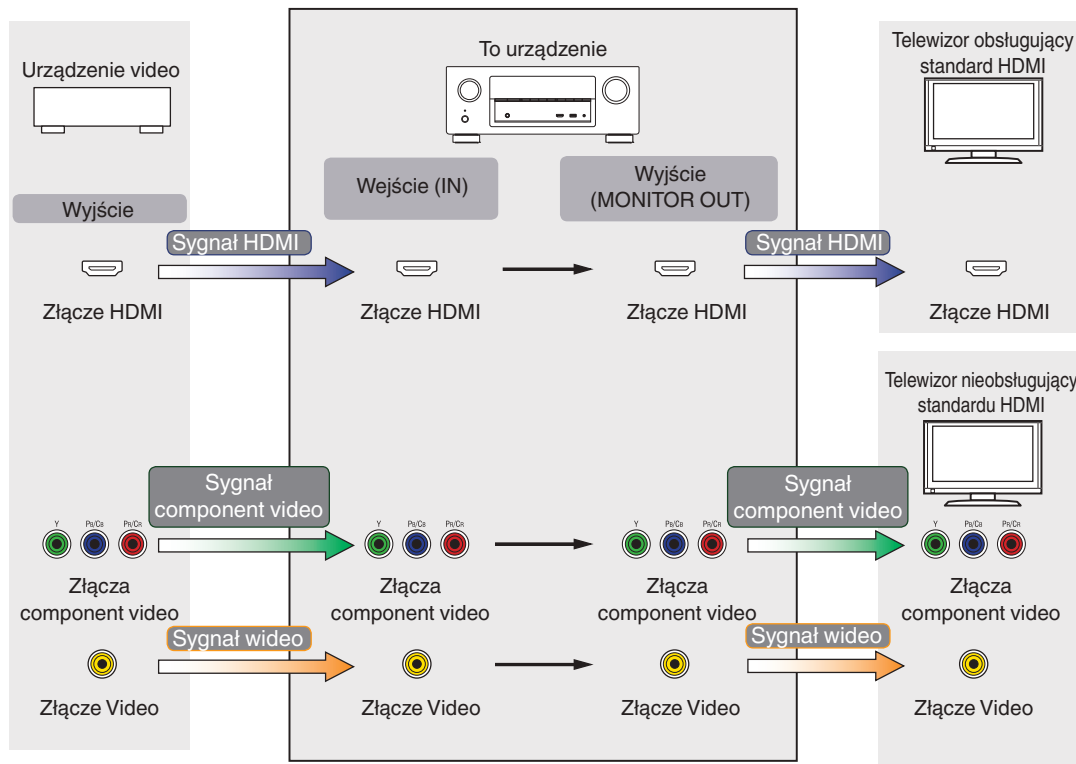 Urządzenie video
To urządzenie
Telewizor obsługujący
standard HDMI
Wyjście
Wejście (IN)
Wyjście
(MONITOR OUT)
Sygnał HDMI
Sygnał HDMI
Złącze HDMI
Złącze HDMI
Złącze HDMI
Złącze HDMI
Telewizor nieobsługujący
standardu HDMI
Sygnał
component video
Sygnał
component video
Y PB/CB PR/CR
Y PB/CB PR/CR
Y PB/CB PR/CR
Y PB/CB PR/CR
Złącza
component video
Złącza
component video
Złącza
component video
Złącza
component video
Sygnał wideo
Sygnał wideo
Złącze Video
Złącze Video
Złącze Video
Złącze Video